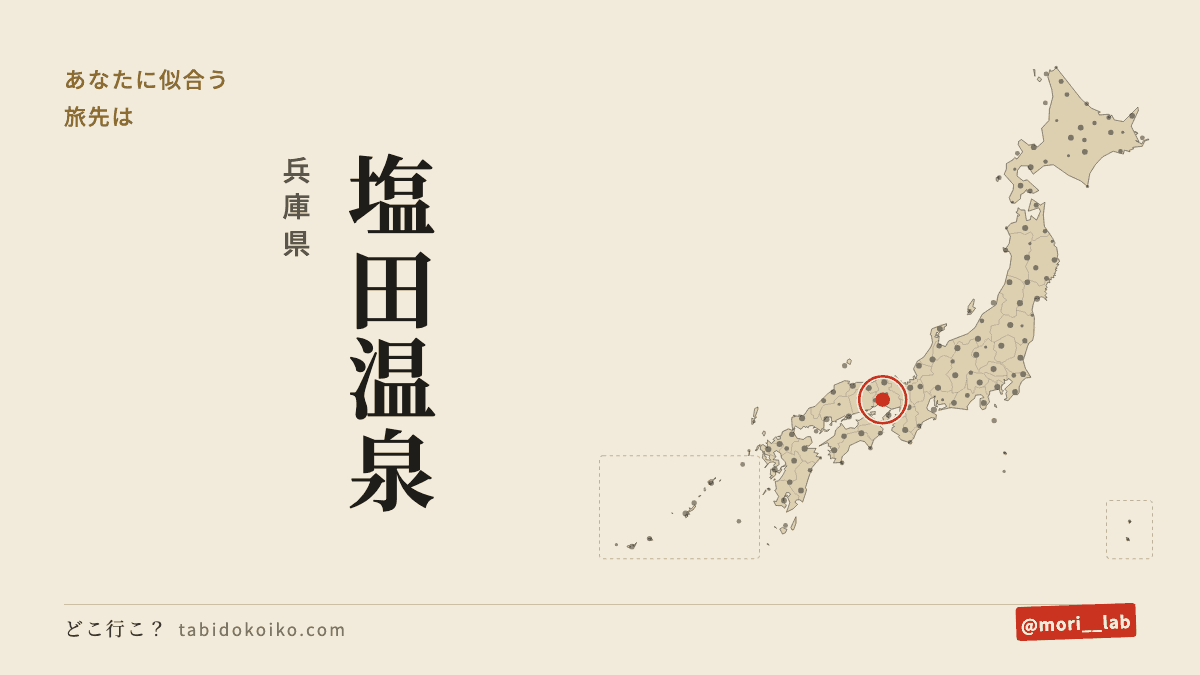 あなたに似合う
旅先は
塩田温泉
兵庫県
どこ行こ？ tabidokoiko.com
@mori__lab